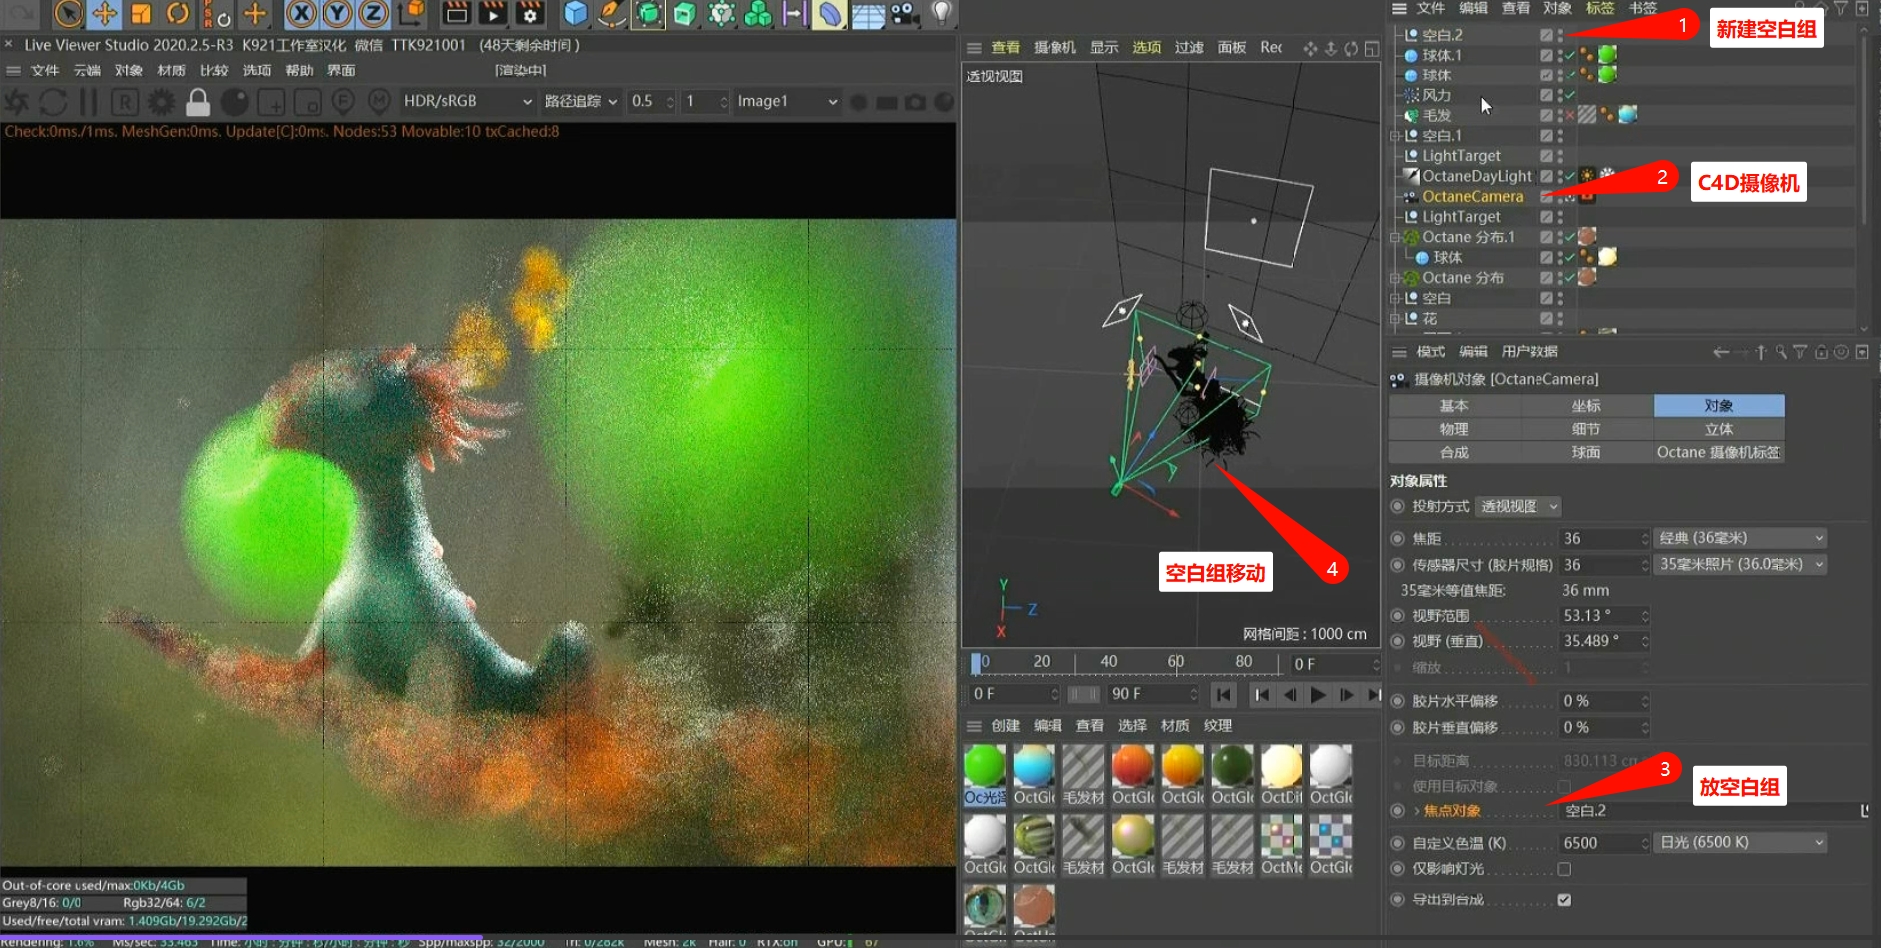 文件 编辑 查看 对象 标签 书签
× Live Viewer Studio 2020.2.5-R3 K921工作室汉化 微信 TTK921001 (48天剩余时间)
文件 云端 对象 材质 比较 选项 帮助 界面 [渲染中]
HDR/sRGB 路径追踪 0.5 1 Image1
Check:0ms./1ms. MeshGen:0ms. Update[C]:0ms. Nodes:53 Movable:10 txCached:8
Out-of-core used/max:0Kb/4Gb
Grey8/16: 0/0 Rgb32/64: 6/2
Used/free/total vram: 1.409Gb/19.292Gb/2
Rendering: 1.6% Ms/sec: 33.463 Time: 小时 : 分钟 : 秒/小时 : 分钟 : 秒 Spp/maxspp: 32/2000 Tri: 0/282k Mesh: 2k Hair: 0 RTX:on GPU: 67
查看 摄像机 显示 选项 过滤 面板 Rec
透视视图
Y
Z
X
网格间距 : 1000 cm
空白组移动
4
0 20 40 60 80 0 F
0 F 90 F
创建 编辑 查看 选择 材质 纹理
Oc光泽 OctGlo 毛发材 OctGlo OctGlo OctGlo OctDif OctGlo
OctGlo OctGlo 毛发材 OctGlo 毛发材 毛发材 OctMe OctGlo
空白.2
1
新建空白组
球体.1
球体
风力
毛发
空白.1
LightTarget
OctaneDayLight
2
C4D摄像机
OctaneCamera
LightTarget
Octane 分布.1
球体
Octane 分布
空白
花
模式 编辑 用户数据
摄像机对象 [OctaneCamera]
基本 坐标 对象
物理 细节 立体
合成 球面 Octane 摄像机标签
对象属性
投射方式 透视视图
焦距 36 经典 (36毫米)
传感器尺寸 (胶片规格) 36 35毫米照片 (36.0毫米)
35毫米等值焦距: 36 mm
视野范围 53.13 °
视野 (垂直) 35.489 °
缩放 1
胶片水平偏移 0 %
胶片垂直偏移 0 %
目标距离 830.113 cm
使用目标对象
3
放空白组
焦点对象 空白.2
自定义色温 (K) 6500 日光 (6500 K)
仅影响灯光
导出到合成